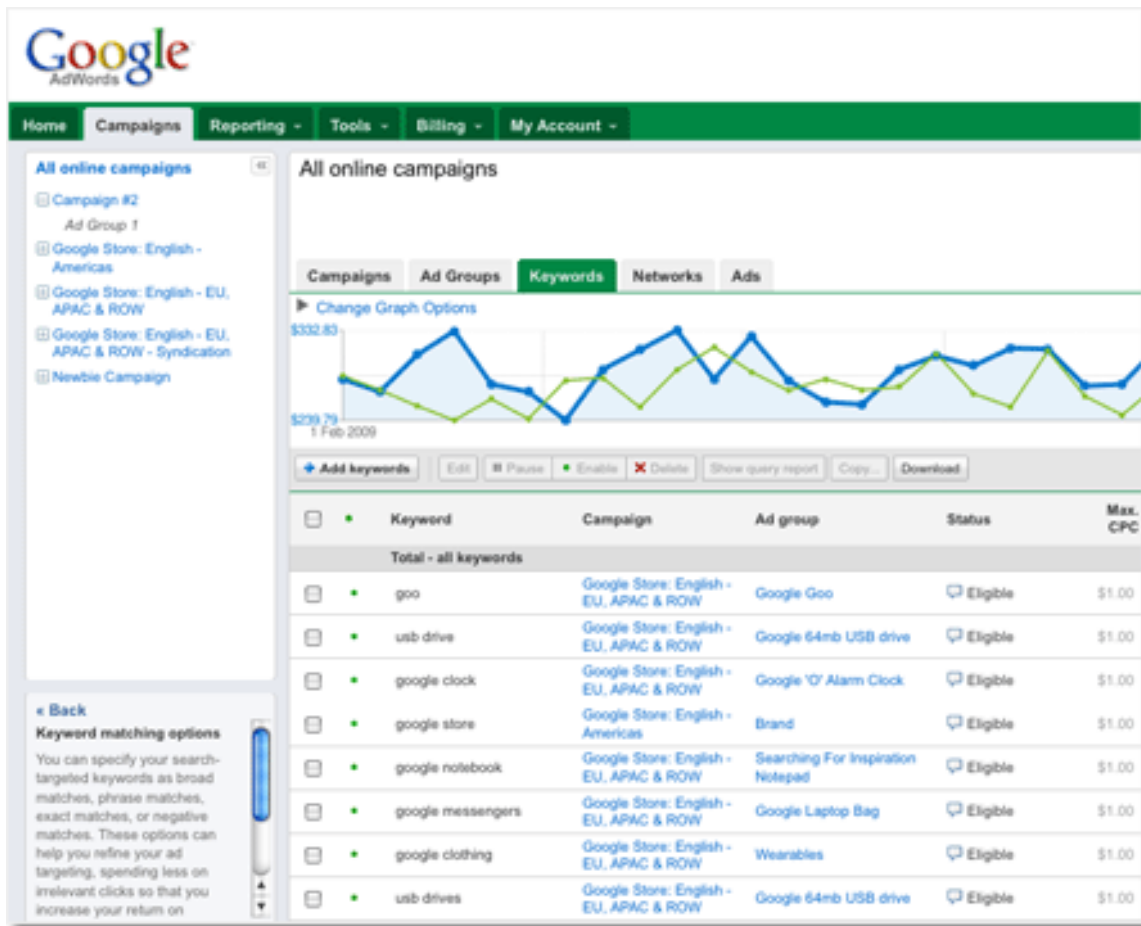 Google
AdWords
Home Campaigns Reporting Tools Billing My Account
All online campaigns
Campaign #2
Ad Group 1
Google Store: English -
Americas
Google Store: English - EU,
APAC & ROW
Google Store: English - EU,
APAC & ROW - Syndication
Newbie Campaign
« Back
Keyword matching options
You can specify your search-
targeted keywords as broad
matches, phrase matches,
exact matches, or negative
matches. These options can
help you refine your ad
targeting, spending less on
irrelevant clicks so that you
increase your return on
All online campaigns
Campaigns Ad Groups Keywords Networks Ads
Change Graph Options
$332.83
$239.79
1 Feb 2009
Add keywords Edit Pause Enable Delete Show query report Copy... Download
Keyword Campaign Ad group Status Max.
CPC
Total - all keywords
goo Google Store: English -
EU, APAC & ROW Google Goo Eligible $1.00
usb drive Google Store: English -
EU, APAC & ROW Google 64mb USB drive Eligible $1.00
google clock Google Store: English -
EU, APAC & ROW Google 'O' Alarm Clock Eligible $1.00
google store Google Store: English -
Americas Brand Eligible $1.00
google notebook Google Store: English -
EU, APAC & ROW Searching For Inspiration
Notepad Eligible $1.00
google messengers Google Store: English -
EU, APAC & ROW Google Laptop Bag Eligible $1.00
google clothing Google Store: English -
EU, APAC & ROW Wearables Eligible $1.00
usb drives Google Store: English -
EU, APAC & ROW Google 64mb USB drive Eligible $1.00